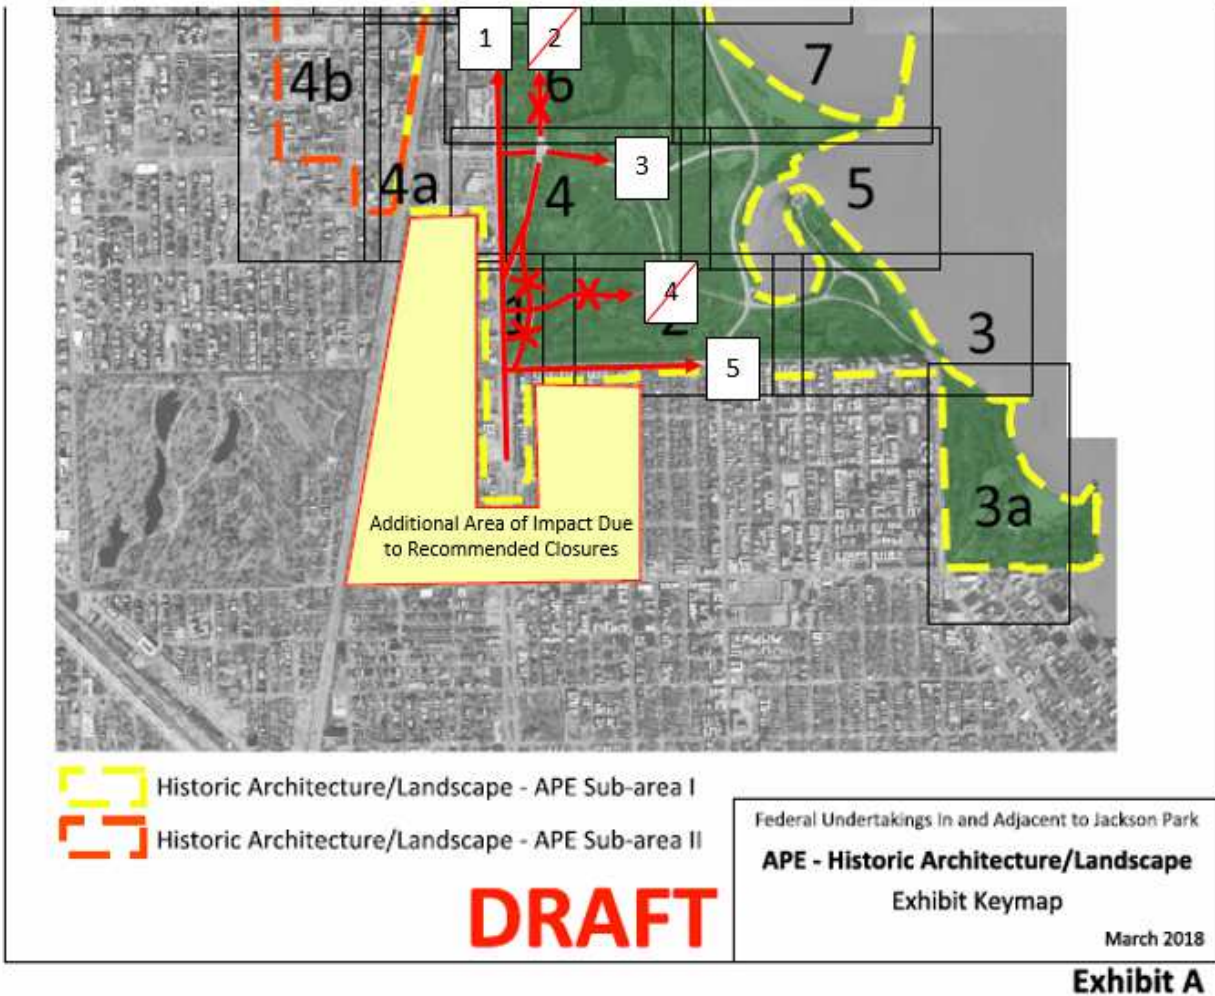 1
2
7
4b
6
3
4a
4
5
4
2
3
5
3a
Additional Area of Impact Due
to Recommended Closures
Historic Architecture/Landscape - APE Sub-area I
Historic Architecture/Landscape - APE Sub-area II
DRAFT
Federal Undertakings In and Adjacent to Jackson Park
APE - Historic Architecture/Landscape
Exhibit Keymap
March 2018
Exhibit A